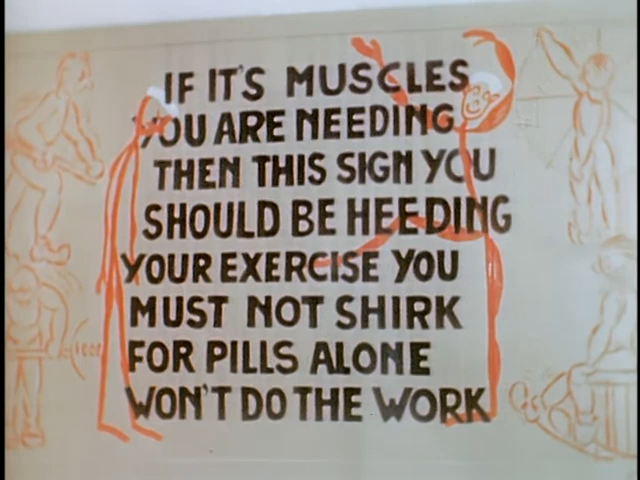 IF IT'S MUSCLES
YOU ARE NEEDING
THEN THIS SIGN YOU
SHOULD BE HEEDING
YOUR EXERCISE YOU
MUST NOT SHIRK
FOR PILLS ALONE
WON'T DO THE WORK